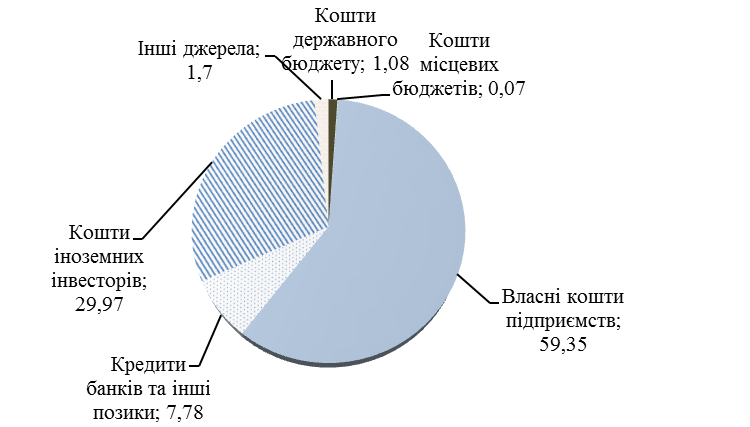 Кошти
державного
бюджету; 1,08
Кошти
місцевих
бюджетів; 0,07
Власні кошти
підприємств;
59,35
Кредити
банків та інші
позики; 7,78
Кошти
іноземних
інвесторів;
29,97
Інші джерела;
1,7